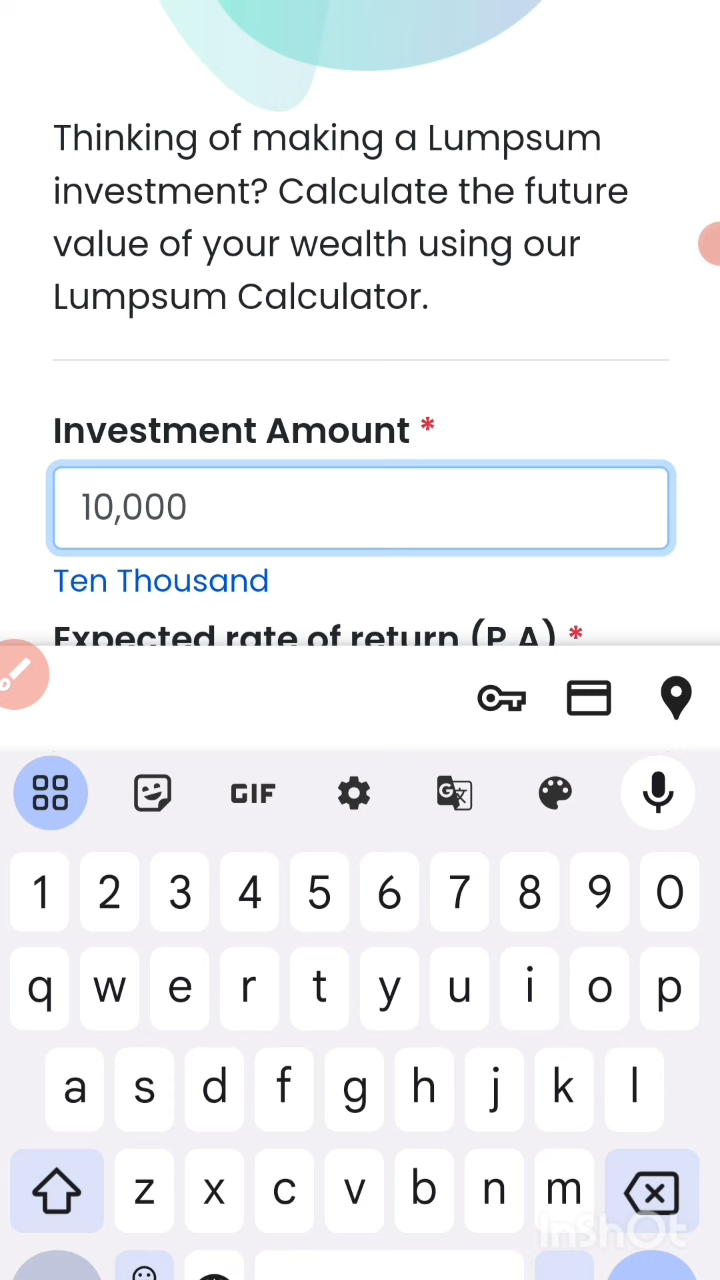 Thinking of making a Lumpsum
investment? Calculate the future
value of your wealth using our
Lumpsum Calculator.
Investment Amount *
10,000
Ten Thousand
Expected rate of return (P.A) *
GIF
1 2 3 4 5 6 7 8 9 0
q w e r t y u i o p
a s d f g h j k l
z x c v b n m
InShOt